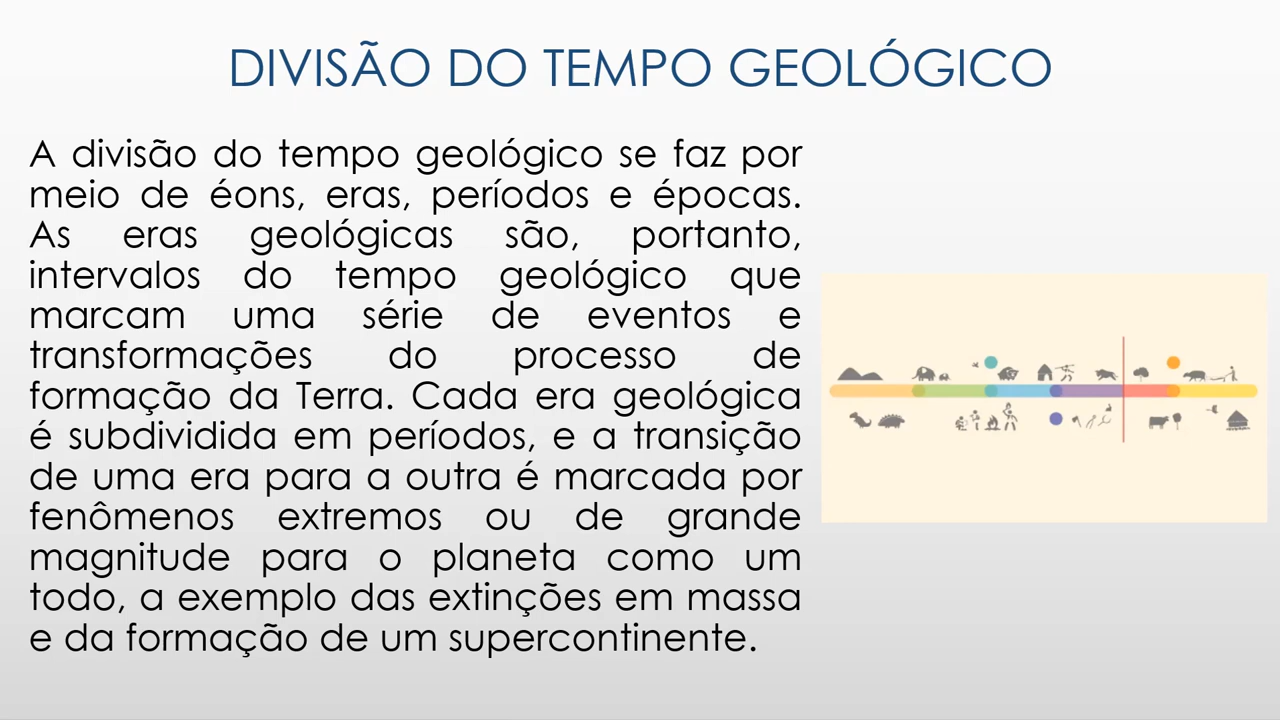 DIVISÃO DO TEMPO GEOLÓGICO
A divisão do tempo geológico se faz por
meio de éons, eras, períodos e épocas.
As eras geológicas são, portanto,
intervalos do tempo geológico que
marcam uma série de eventos e
transformações do processo de
formação da Terra. Cada era geológica
é subdividida em períodos, e a transição
de uma era para a outra é marcada por
fenômenos extremos ou de grande
magnitude para o planeta como um
todo, a exemplo das extinções em massa
e da formação de um supercontinente.